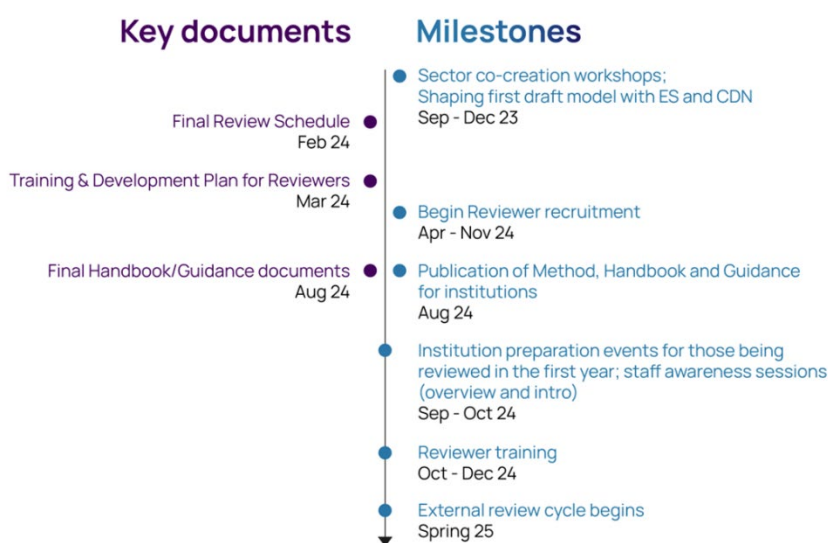 Key documents
Milestones
Sector co-creation workshops;
Shaping first draft model with ES and CDN
Sep - Dec 23
Final Review Schedule
Feb 24
Training & Development Plan for Reviewers
Mar 24
Begin Reviewer recruitment
Apr - Nov 24
Final Handbook/Guidance documents
Aug 24
Publication of Method, Handbook and Guidance
for institutions
Aug 24
Institution preparation events for those being
reviewed in the first year; staff awareness sessions
(overview and intro)
Sep - Oct 24
Reviewer training
Oct - Dec 24
External review cycle begins
Spring 25